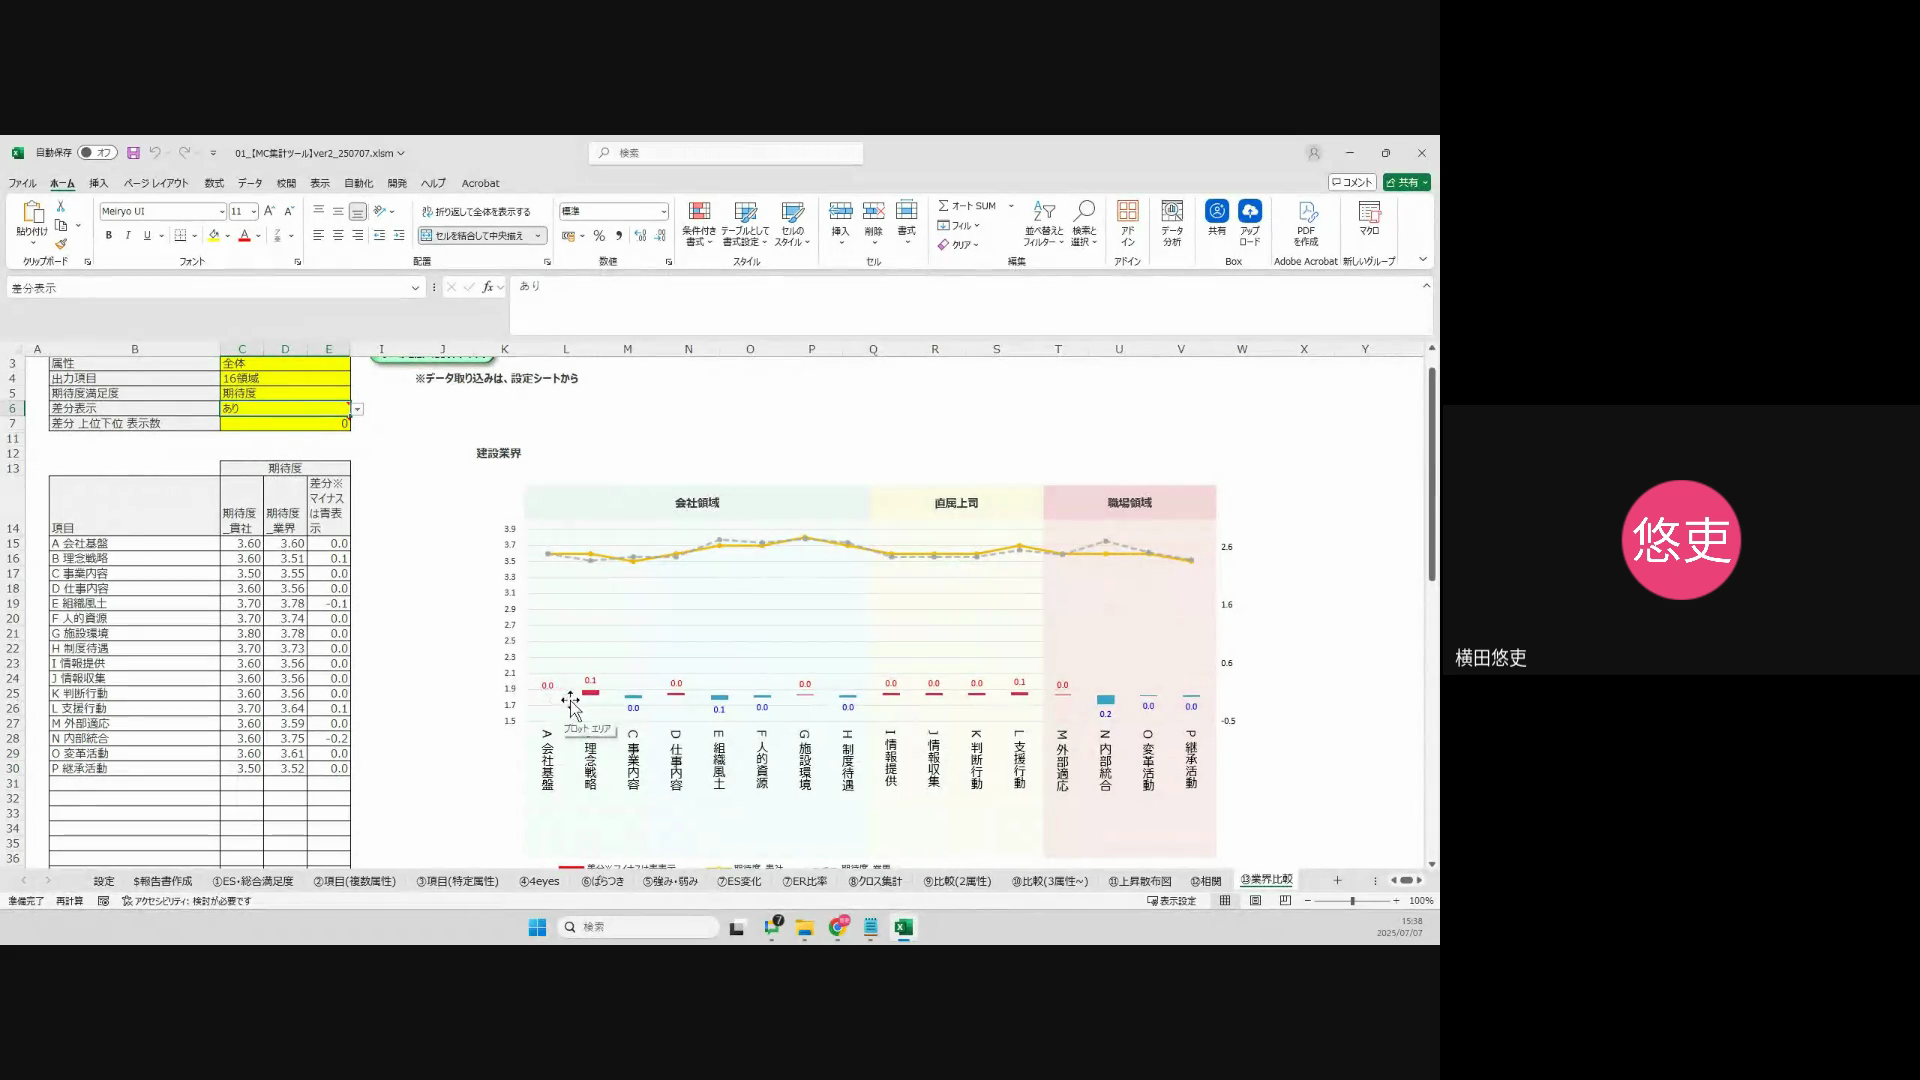 自動保存 オフ 01_【MC集計ツール】ver2_250707.xlsm 検索
ファイル ホーム 挿入 ページ レイアウト 数式 データ 校閲 表示 自動化 開発 ヘルプ Acrobat コメント 共有
貼り付け Meiryo UI 11 折り返して全体を表示する 標準 条件付き書式 テーブルとして書式設定 セルのスタイル 挿入 削除 書式 オート SUM フィル クリア 並べ替えとフィルター 検索と選択 アドイン データ分析 共有 アップロード PDFを作成 マクロ
B I U セルを結合して中央揃え
クリップボード フォント 配置 数値 スタイル セル 編集 アドイン Box Adobe Acrobat 新しいグループ
差分表示 fx あり
A B C D E I J K L M N O P Q R S T U V W X Y
3 属性 全体
4 出力項目 16領域
5 期待度満足度 期待度
6 差分表示 あり
7 差分 上位下位 表示数 0
11
12
13 期待度
14 項目 期待度_貴社 期待度_業界 差分※マイナスは青表示
15 A 会社基盤 3.60 3.60 0.0
16 B 理念戦略 3.60 3.51 0.1
17 C 事業内容 3.50 3.55 0.0
18 D 仕事内容 3.60 3.56 0.0
19 E 組織風土 3.70 3.78 -0.1
20 F 人的資源 3.70 3.74 0.0
21 G 施設環境 3.80 3.78 0.0
22 H 制度待遇 3.70 3.73 0.0
23 I 情報提供 3.60 3.56 0.0
24 J 情報収集 3.60 3.56 0.0
25 K 判断行動 3.60 3.56 0.0
26 L 支援行動 3.70 3.64 0.1
27 M 外部適応 3.60 3.59 0.0
28 N 内部統合 3.60 3.75 -0.2
29 O 変革活動 3.60 3.61 0.0
30 P 継承活動 3.50 3.52 0.0
31
32
33
34
35
36
※データ取り込みは、設定シートから
建設業界
会社領域 直属上司 職場領域
3.9
3.7
3.5
3.3
3.1
2.9
2.7
2.5
2.3
2.1
1.9
1.7
1.5
2.6
1.6
0.6
-0.5
0.0 0.1 0.0 0.0 0.1 0.0 0.0 0.0 0.0 0.0 0.0 0.1 0.0 0.2 0.0 0.0
プロット エリア
A 会社基盤
理念戦略
C 事業内容
D 仕事内容
E 組織風土
F 人的資源
G 施設環境
H 制度待遇
I 情報提供
J 情報収集
K 判断行動
L 支援行動
M 外部適応
N 内部統合
O 変革活動
P 継承活動
設定 $報告書作成 ①ES・総合満足度 ②項目(複数属性) ③項目(特定属性) ④4eyes ⑥ばらつき ⑤強み・弱み ⑦ES変化 ⑦ER比率 ⑧クロス集計 ⑨比較(2属性) ⑩比較(3属性~) ⑪上昇散布図 ⑫相関 ⑬業界比較
準備完了 再計算 アクセシビリティ: 検討が必要です 表示設定 100%
検索 7
15:38
2025/07/07
悠吏
横田悠吏